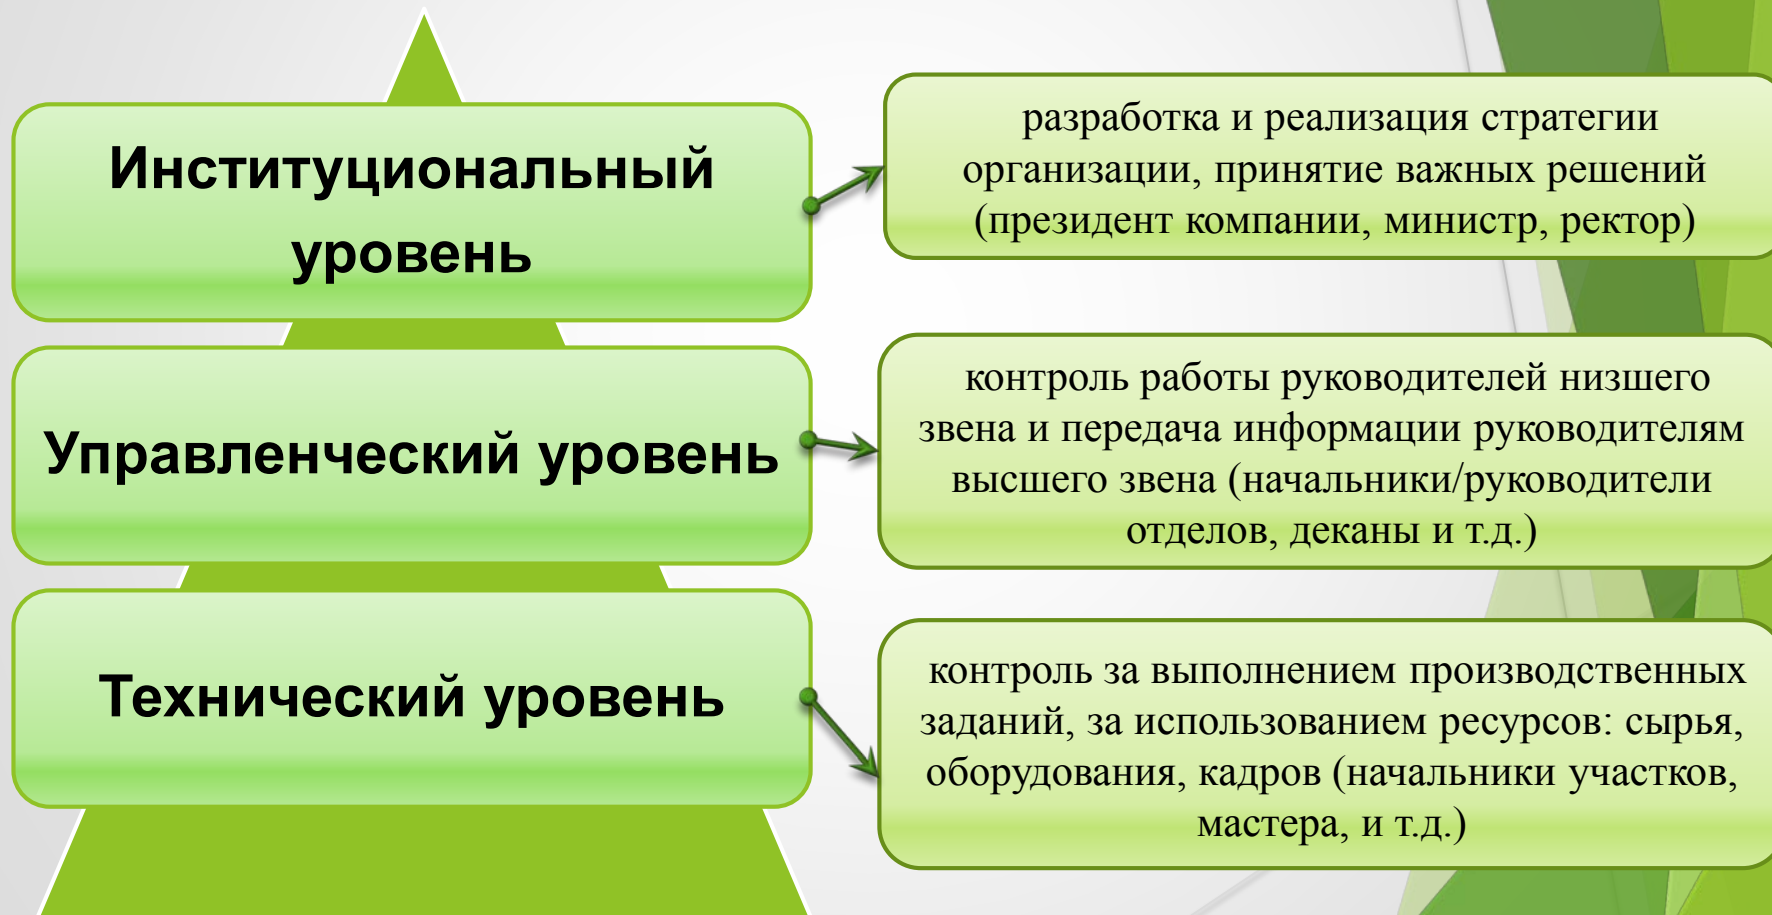 Институциональный
уровень
разработка и реализация стратегии
организации, принятие важных решений
(президент компании, министр, ректор)
Управленческий уровень
контроль работы руководителей низшего
звена и передача информации руководителям
высшего звена (начальники/руководители
отделов, деканы и т.д.)
Технический уровень
контроль за выполнением производственных
заданий, за использованием ресурсов: сырья,
оборудования, кадров (начальники участков,
мастера, и т.д.)